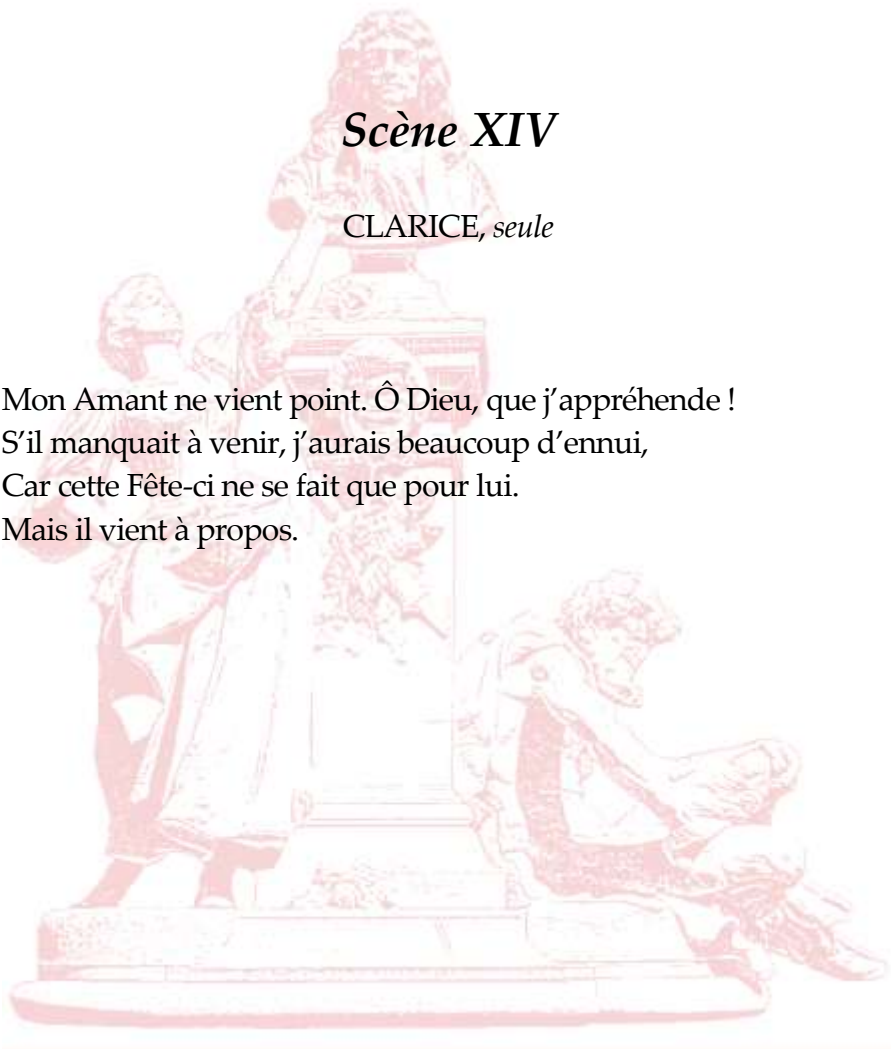 Scène XIV
CLARICE, seule
Mon Amant ne vient point. Ô Dieu, que j’appréhende !
S’il manquait à venir, j’aurais beaucoup d’ennui,
Car cette Fête-ci ne se fait que pour lui.
Mais il vient à propos.